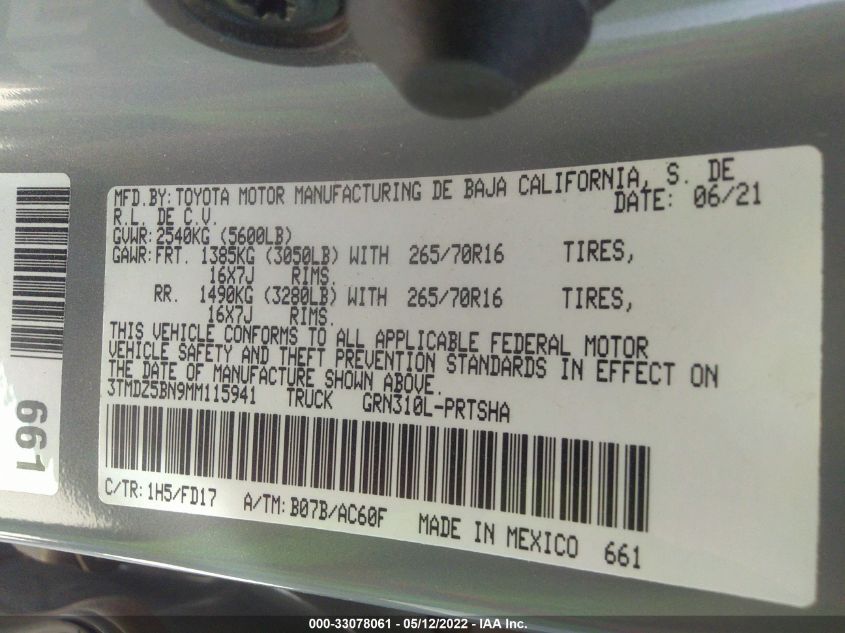 MFD.BY:TOYOTA MOTOR MANUFACTURING DE BAJA CALIFORNIA, S. DE
R.L. DE C.V. DATE: 06/21
GVWR:2540KG (5600LB)
GAWR:FRT. 1385KG (3050LB) WITH 265/70R16 TIRES,
16X7J RIMS.
RR. 1490KG (3280LB) WITH 265/70R16 TIRES,
16X7J RIMS.
THIS VEHICLE CONFORMS TO ALL APPLICABLE FEDERAL MOTOR
VEHICLE SAFETY AND THEFT PREVENTION STANDARDS IN EFFECT ON
THE DATE OF MANUFACTURE SHOWN ABOVE.
3TMDZ5BN9MM115941 TRUCK GRN310L-PRTSHA
C/TR:1H5/FD17 A/TM:B07B/AC60F MADE IN MEXICO 661
661
000-33078061 - 05/12/2022 - IAA Inc.